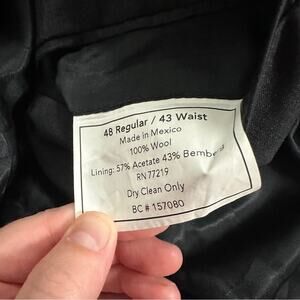 48 Regular / 43 Waist
Made in Mexico
100% Wool
Lining: 57% Acetate 43% Bemberg
RN 77219
Dry Clean Only
BC # 157080